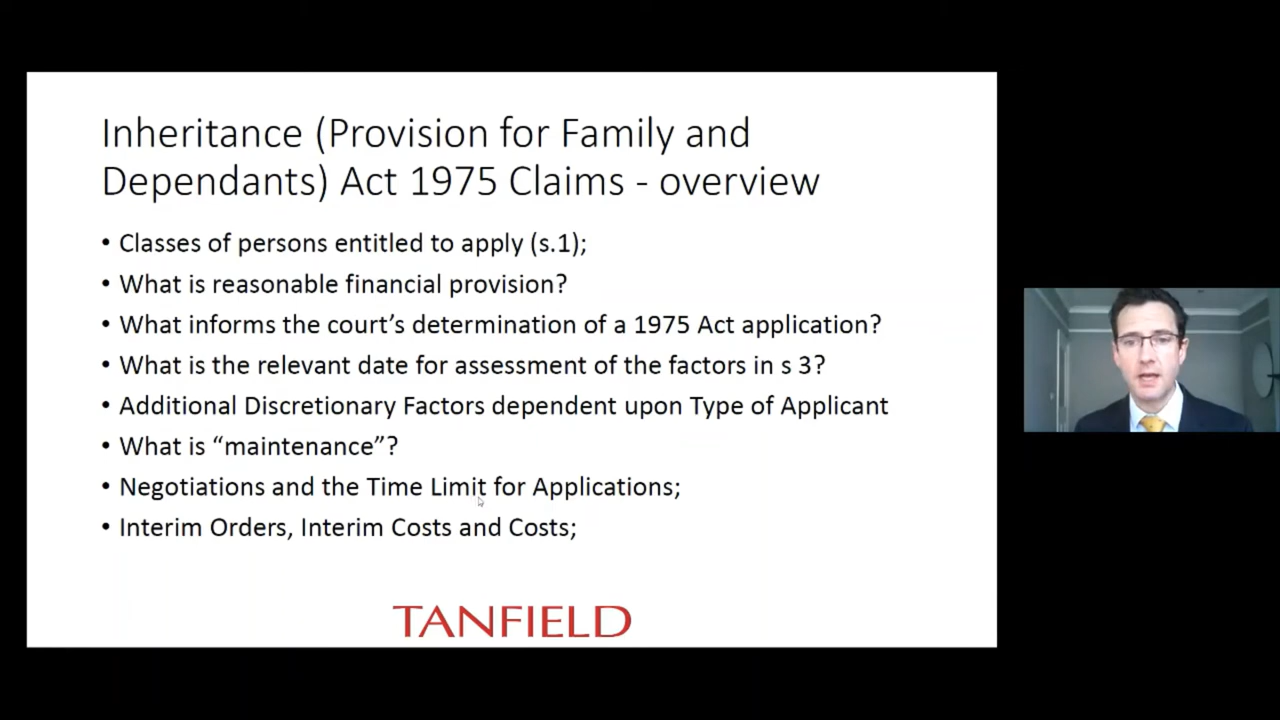 Inheritance (Provision for Family and
Dependants) Act 1975 Claims - overview
• Classes of persons entitled to apply (s.1);
• What is reasonable financial provision?
• What informs the court’s determination of a 1975 Act application?
• What is the relevant date for assessment of the factors in s 3?
• Additional Discretionary Factors dependent upon Type of Applicant
• What is “maintenance”?
• Negotiations and the Time Limit for Applications;
• Interim Orders, Interim Costs and Costs;
TANFIELD